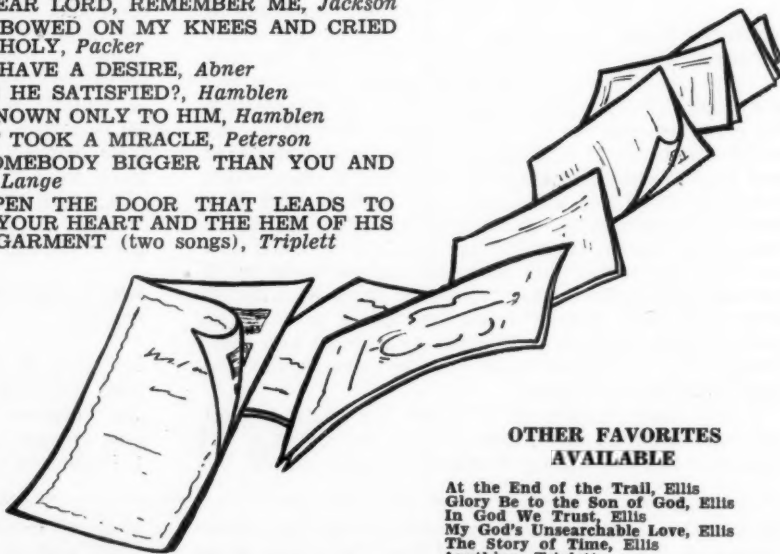 EAR LORD, REMEMBER ME, Jackson
BOWED ON MY KNEES AND CRIED
HOLY, Packer
HAVE A DESIRE, Abner
HE SATISFIED?, Hamblen
NOWN ONLY TO HIM, Hamblen
TOOK A MIRACLE, Peterson
OMEBODY BIGGER THAN YOU AND
Lange
PEN THE DOOR THAT LEADS TO
YOUR HEART AND THE HEM OF HIS
GARMENT (two songs), Triplett
OTHER FAVORITES
AVAILABLE
At the End of the Trail, Ellis
Glory Be to the Son of God, Ellis
In God We Trust, Ellis
My God's Unsearchable Love, Ellis
The Story of Time, Ellis